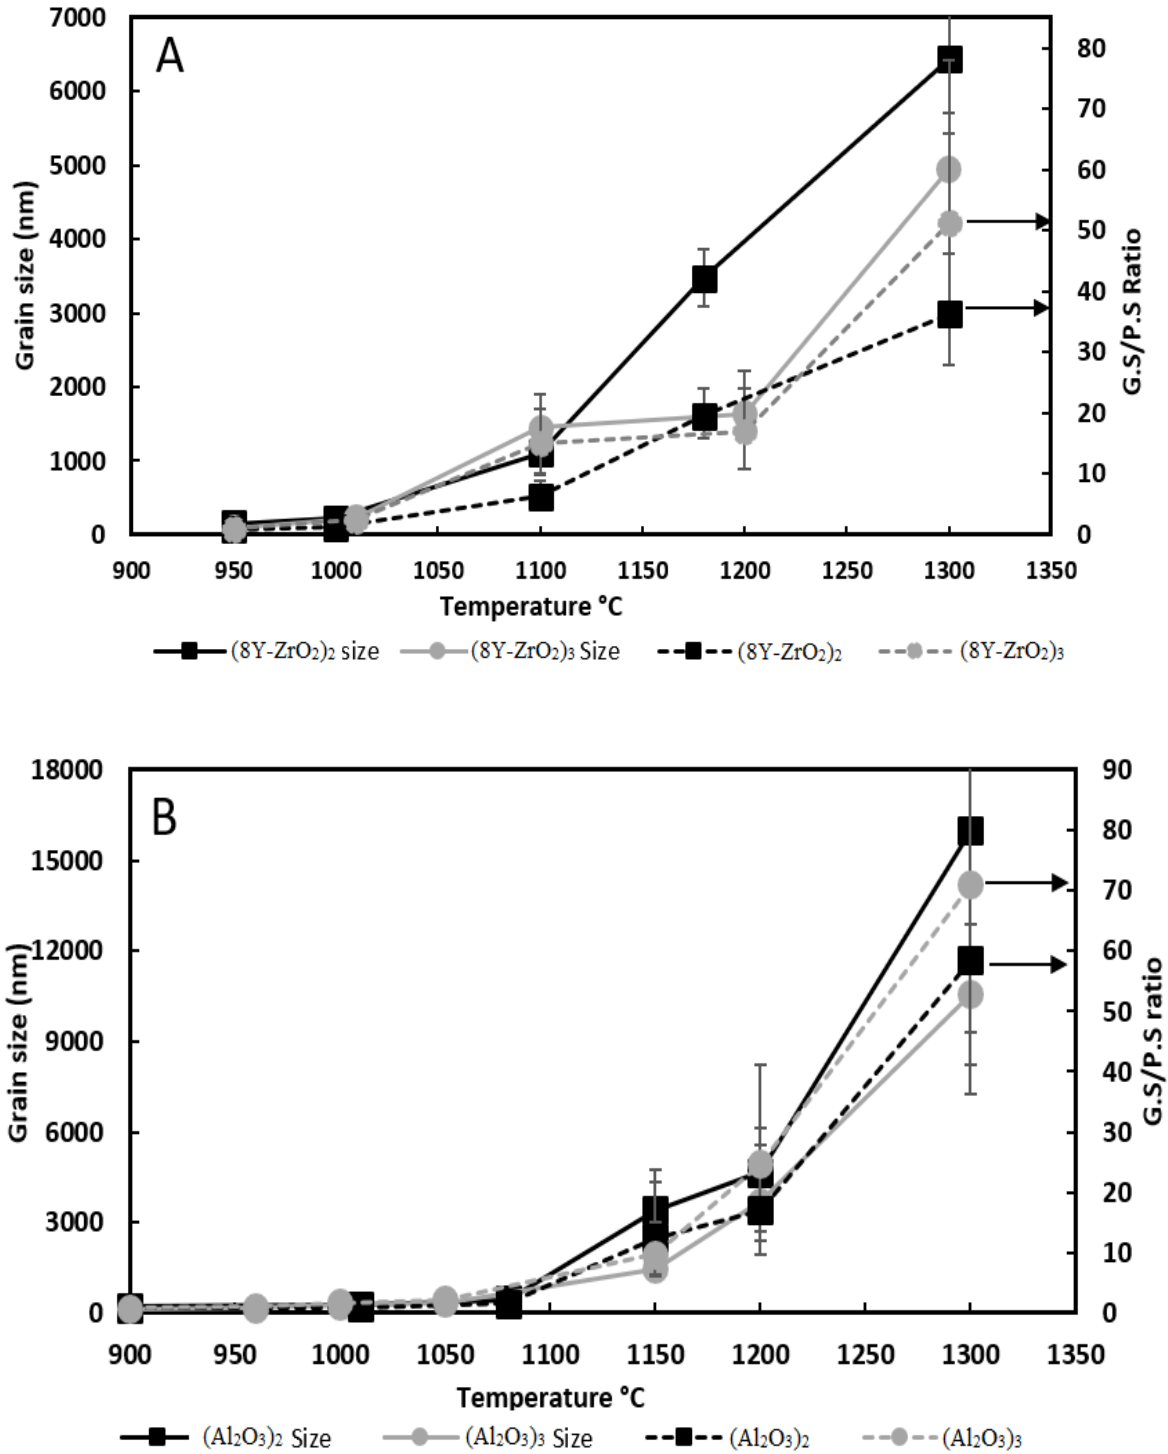 A
7000
6000
5000
4000
3000
2000
1000
0
Grain size (nm)
80
70
60
50
40
30
20
10
0
G.S/P.S Ratio
900 950 1000 1050 1100 1150 1200 1250 1300 1350
Temperature °C
(8Y-ZrO₂)₂ size (8Y-ZrO₂)₃ Size (8Y-ZrO₂)₂ (8Y-ZrO₂)₃
B
18000
15000
12000
9000
6000
3000
0
Grain size (nm)
90
80
70
60
50
40
30
20
10
0
G.S/P.S ratio
900 950 1000 1050 1100 1150 1200 1250 1300 1350
Temperature °C
(Al₂O₃)₂ Size (Al₂O₃)₃ Size (Al₂O₃)₂ (Al₂O₃)₃